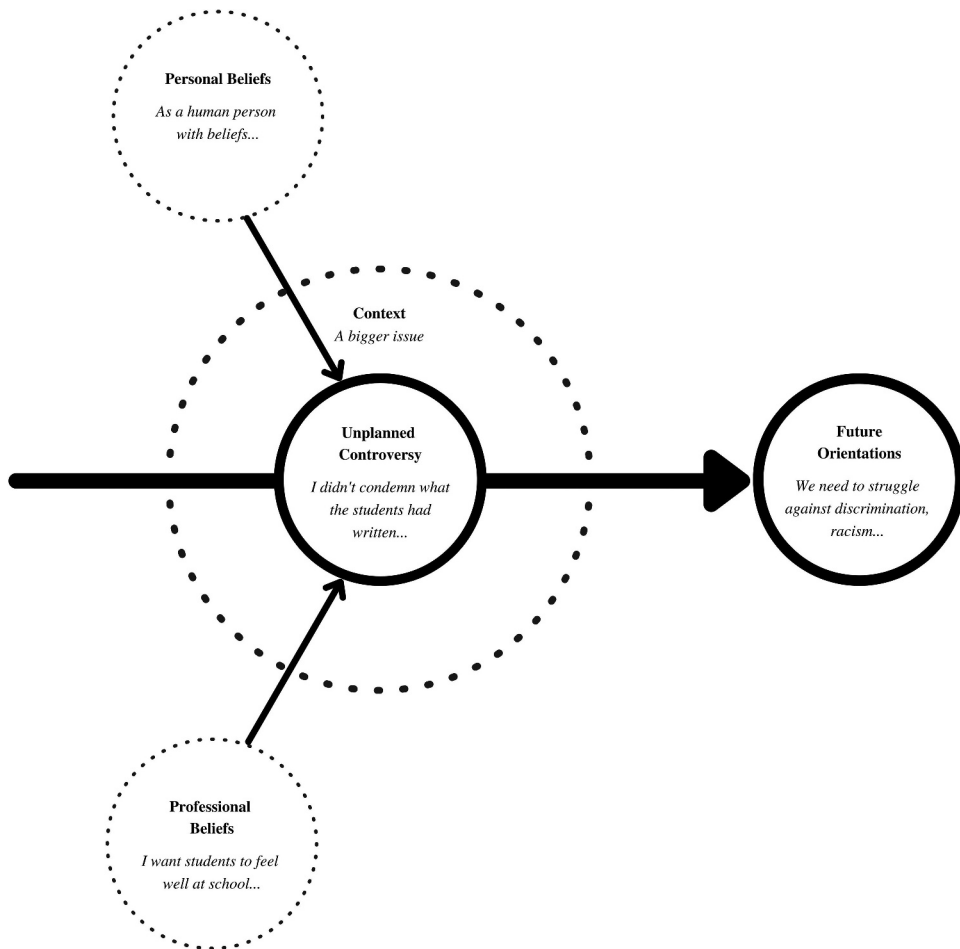 Personal Beliefs
As a human person
with beliefs...
Context
A bigger issue
Unplanned
Controversy
I didn't condemn what
the students had
written...
Future
Orientations
We need to struggle
against discrimination,
racism...
Professional
Beliefs
I want students to feel
well at school...